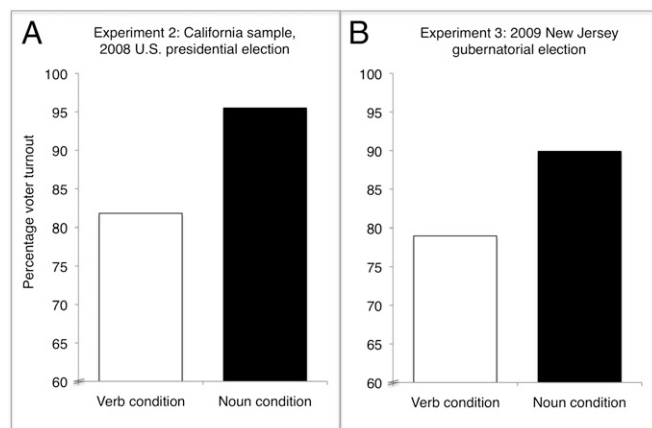 A
Experiment 2: California sample,
2008 U.S. presidential election
Percentage voter turnout
100
95
90
85
80
75
70
65
60
Verb condition
Noun condition
B
Experiment 3: 2009 New Jersey
gubernatorial election
100
95
90
85
80
75
70
65
60
Verb condition
Noun condition